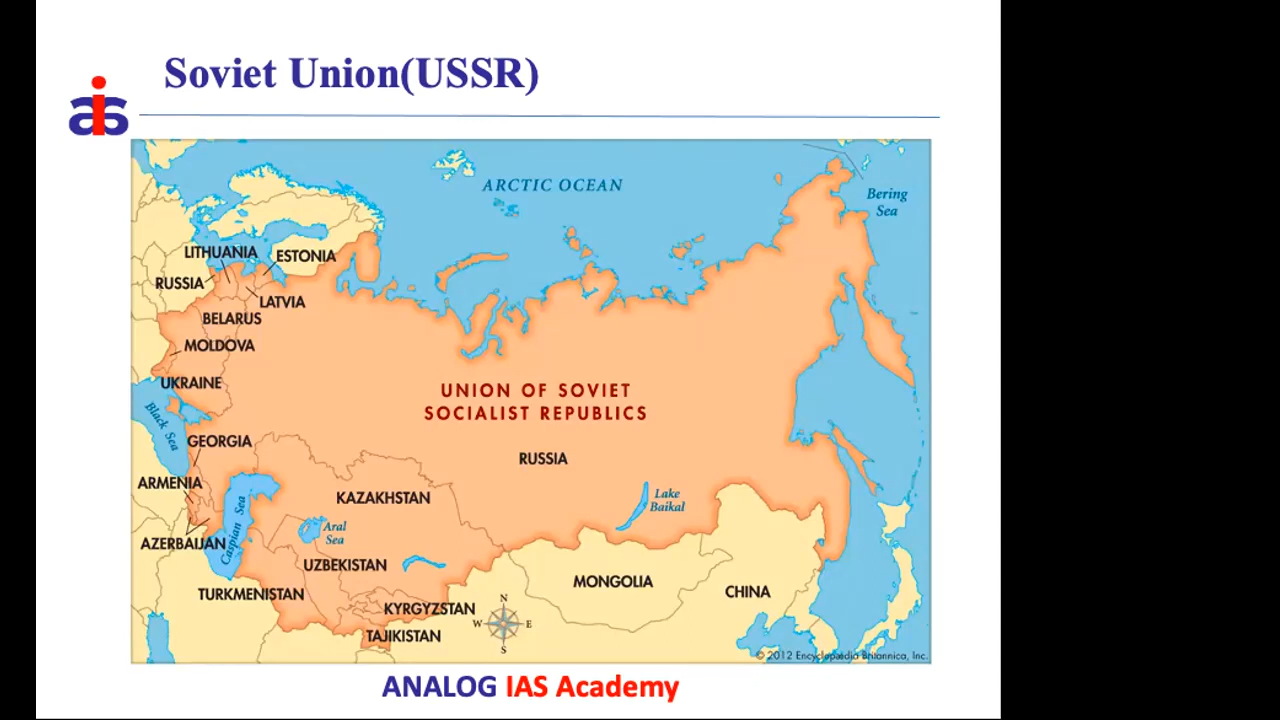 Soviet Union(USSR)
ais
ARCTIC OCEAN
Bering
Sea
LITHUANIA
ESTONIA
RUSSIA
LATVIA
BELARUS
MOLDOVA
UKRAINE
Black Sea
UNION OF SOVIET
SOCIALIST REPUBLICS
GEORGIA
RUSSIA
ARMENIA
KAZAKHSTAN
Lake
Baikal
Caspian Sea
Aral
Sea
AZERBAIJAN
UZBEKISTAN
MONGOLIA
TURKMENISTAN
CHINA
KYRGYZSTAN
N
W
E
S
TAJIKISTAN
© 2012 Encyclopædia Britannica, Inc.
ANALOG IAS Academy